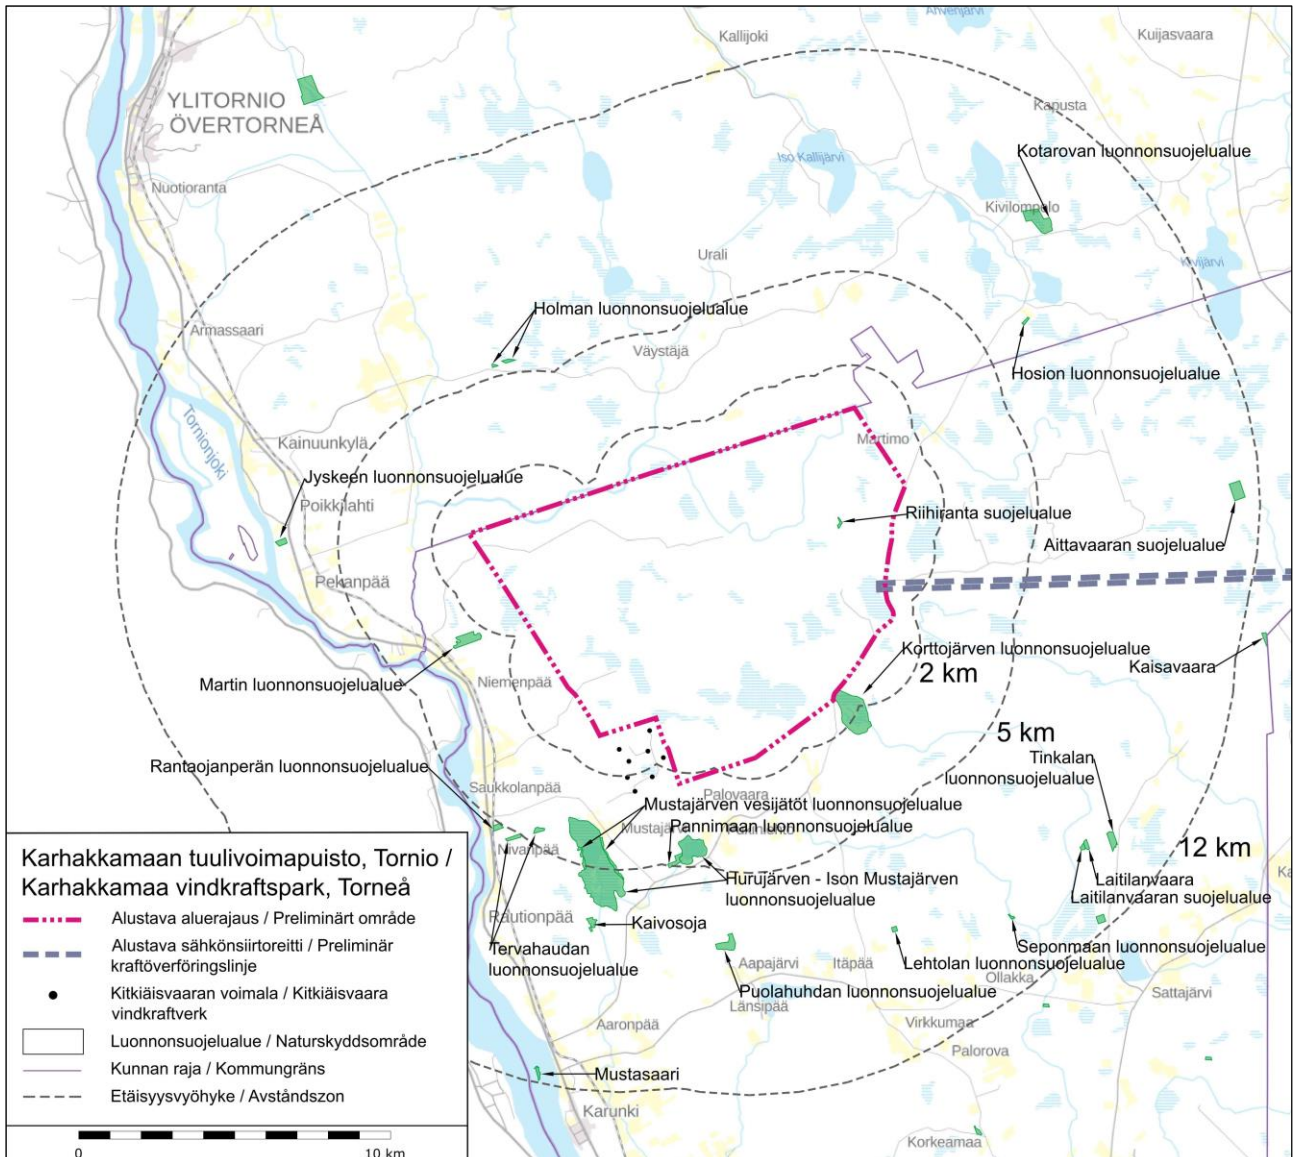 Kallijoki
Ahvenjärvi
Kuijasvaara
YLITORNIO
ÖVERTORNEÅ
Kapusta
Iso Kallijärvi
Kotarovan luonnonsuojelualue
Nuotioranta
Kivilompolo
Urali
Kivijärvi
Holman luonnonsuojelualue
Armassaari
Väystäjä
Hosion luonnonsuojelualue
Tornionjoki
Kainuunkylä
Martimo
Jyskeen luonnonsuojelualue
Poikkilahti
Riihiranta suojelualue
Aittavaaran suojelualue
Pekanpää
Korttojärven luonnonsuojelualue
Kaisavaara
2 km
Martin luonnonsuojelualue
Niemenpää
5 km
Tinkalan
luonnonsuojelualue
Rantaojanperän luonnonsuojelualue
Saukkolanpää
Palovaara
Mustajärven vesijätöt luonnonsuojelualue
Mustajärvi
Pannimaan luonnonsuojelualue
Nivanpää
12 km
Hurujärven - Ison Mustajärven
luonnonsuojelualue
Laitilanvaara
Laitilanvaaran suojelualue
Rautionpää
Kaivosoja
Tervahaudan
luonnonsuojelualue
Seponmaan luonnonsuojelualue
Aapajärvi
Itäpää
Lehtolan luonnonsuojelualue
Ollakka
Puolahuhdan luonnonsuojelualue
Sattajärvi
Länsipää
Aaronpää
Virkkumaa
Palorova
Mustasaari
Karunki
Korkeamaa
Karhakkamaan tuulivoimapuisto, Tornio /
Karhakkamaa vindkraftspark, Torneå
Alustava aluerajaus / Preliminärt område
Alustava sähkönsiirtoreitti / Preliminär
kraftöverföringslinje
Kitkiäisvaaran voimala / Kitkiäisvaara
vindkraftverk
Luonnonsuojelualue / Naturskyddsområde
Kunnan raja / Kommungräns
Etäisyysvyöhyke / Avståndszon
0 10 km